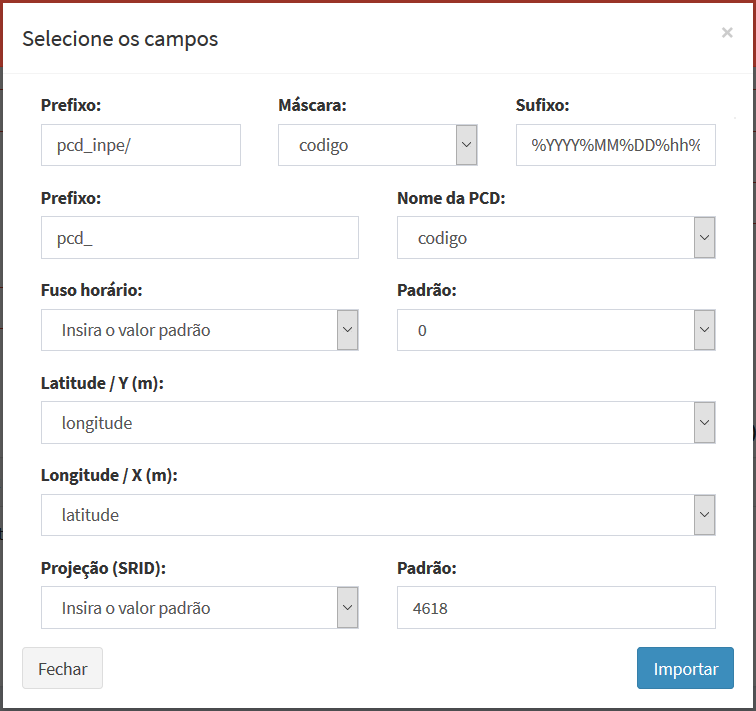 Selecione os campos ×
Prefixo: Máscara: Sufixo:
pcd_inpe/ codigo %YYYY%MM%DD%hh%
Prefixo: Nome da PCD:
pcd_ codigo
Fuso horário: Padrão:
Insira o valor padrão 0
Latitude / Y (m):
longitude
Longitude / X (m):
latitude
Projeção (SRID): Padrão:
Insira o valor padrão 4618
Fechar Importar